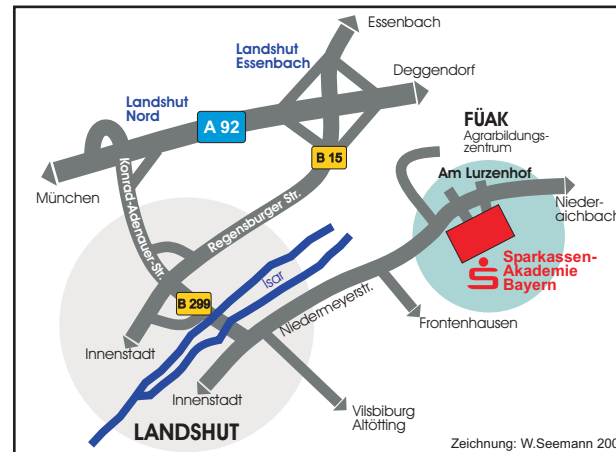 Essenbach
Landshut
Essenbach
Deggendorf
Landshut
Nord
A 92
FÜAK
Agrarbildungs-
zentrum
B 15
Am Lurzenhof
München
Konrad-Adenauer-Str.
Regensburger Str.
Nieder-
aichbach
Sparkassen-
Akademie
Bayern
Isar
B 299
Niedermeyerstr.
Frontenhausen
Innenstadt
Innenstadt
Vilsbiburg
Altötting
LANDSHUT
Zeichnung: W.Seemann 200